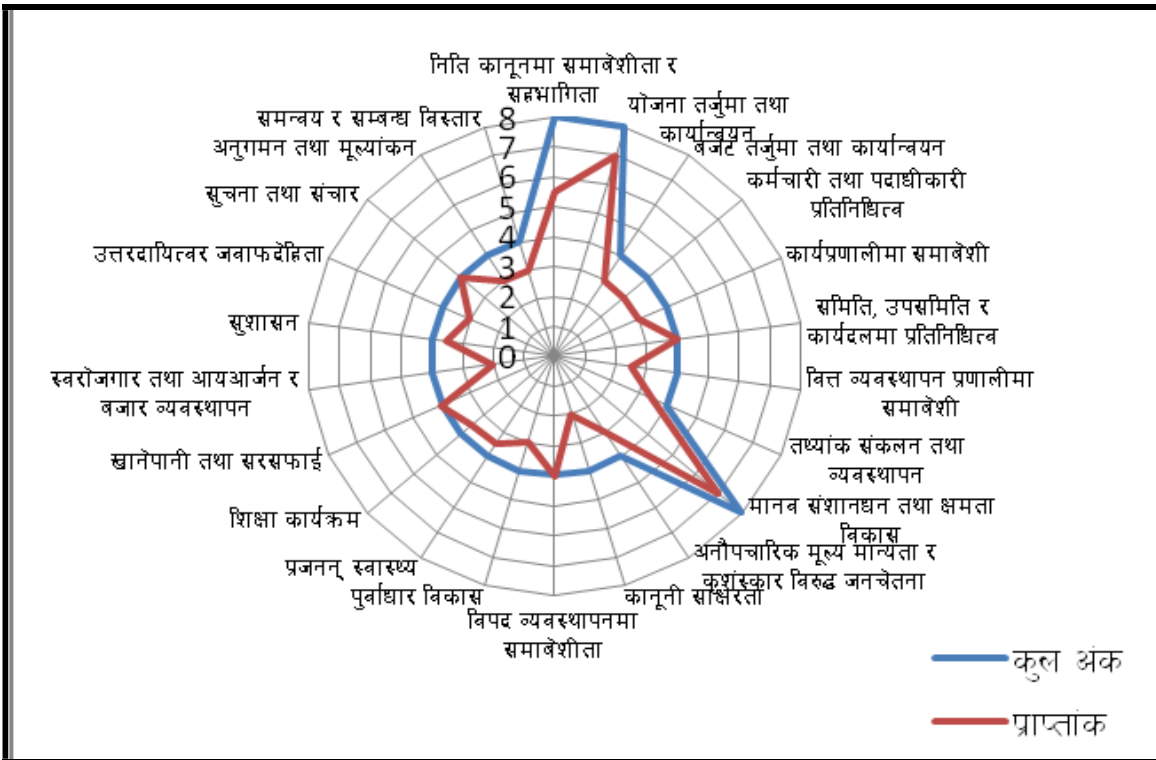 निति कानूनमा समाबेशीता र
सहभागिता
योजना तर्जुमा तथा
कार्यान्वयन
बजेट तर्जुमा तथा कार्यान्वयन
कर्मचारी तथा पदाधीकारी
प्रतिनिधित्व
कार्यप्रणालीमा समाबेशी
समिति, उपसमिति र
कार्यदलमा प्रतिनिधित्व
वित्त व्यवस्थापन प्रणालीमा
समाबेशी
तथ्यांक संकलन तथा
व्यवस्थापन
मानब संशानधन तथा क्षमता
विकास
अनौपचारिक मूल्य मान्यता र
कुशंस्कार विरुद्ध जनचेतना
कानूनी साक्षरता
विपद व्यवस्थापनमा
समाबेशीता
पुर्वाधार विकास
प्रजनन् स्वास्थ्य
शिक्षा कार्यक्रम
खानेपानी तथा सरसफाई
स्वरोजगार तथा आयआर्जन र
बजार व्यवस्थापन
सुशासन
उत्तरदायित्वर जवाफदेहिता
सुचना तथा संचार
अनुगमन तथा मूल्यांकन
समन्वय र सम्बन्ध विस्तार
8
7
6
5
4
3
2
1
0
कुल अंक
प्राप्तांक